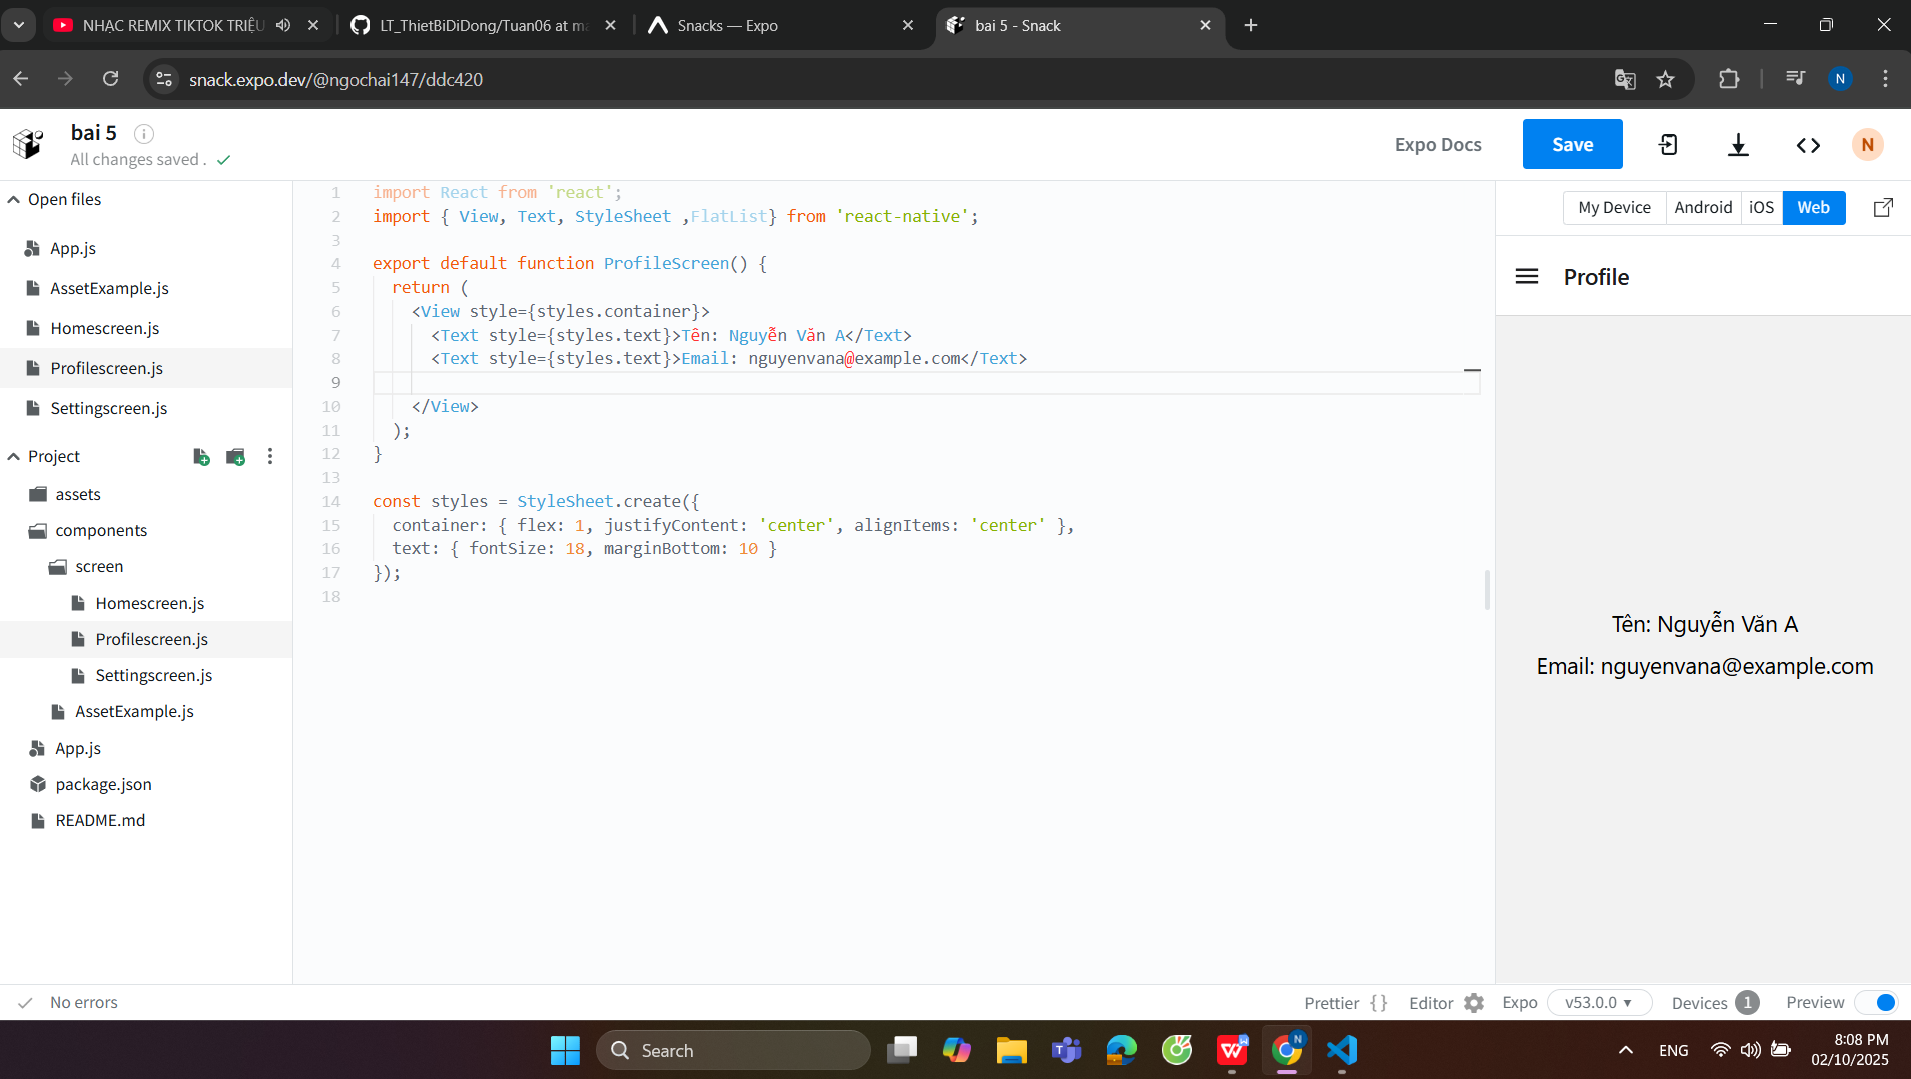 NHẠC REMIX TIKTOK TRIỆU
LT_ThietBiDiDong/Tuan06 at ma
Snacks — Expo
bai 5 - Snack
snack.expo.dev/@ngochai147/ddc420
N
bai 5
All changes saved .
Expo Docs
Save
N
Open files
App.js
AssetExample.js
Homescreen.js
Profilescreen.js
Settingscreen.js
Project
assets
components
screen
Homescreen.js
Profilescreen.js
Settingscreen.js
AssetExample.js
App.js
package.json
README.md
1 import React from 'react';
2 import { View, Text, StyleSheet ,FlatList} from 'react-native';
3
4 export default function ProfileScreen() {
5 return (
6 <View style={styles.container}>
7 <Text style={styles.text}>Tên: Nguyễn Văn A</Text>
8 <Text style={styles.text}>Email: nguyenvana@example.com</Text>
9
10 </View>
11 );
12 }
13
14 const styles = StyleSheet.create({
15 container: { flex: 1, justifyContent: 'center', alignItems: 'center' },
16 text: { fontSize: 18, marginBottom: 10 }
17 });
18
My Device Android iOS Web
Profile
Tên: Nguyễn Văn A
Email: nguyenvana@example.com
No errors
Prettier {} Editor Expo v53.0.0 Devices 1 Preview
Search
ENG
8:08 PM
02/10/2025